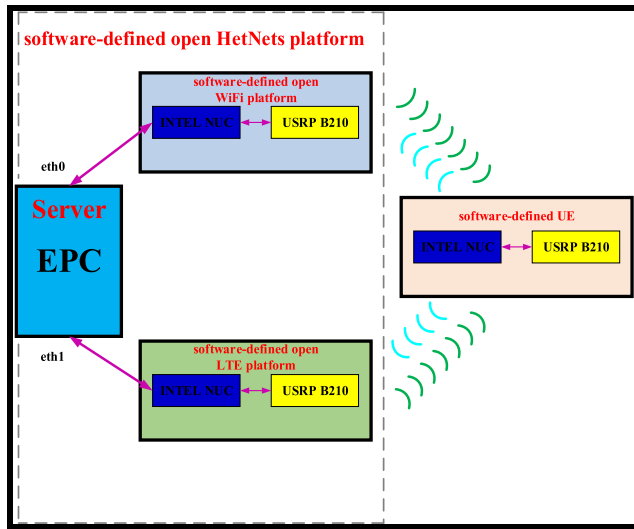 software-defined open HetNets platform
software-defined open
WiFi platform
INTEL NUC
USRP B210
eth0
Server
EPC
software-defined UE
INTEL NUC
USRP B210
eth1
software-defined open
LTE platform
INTEL NUC
USRP B210